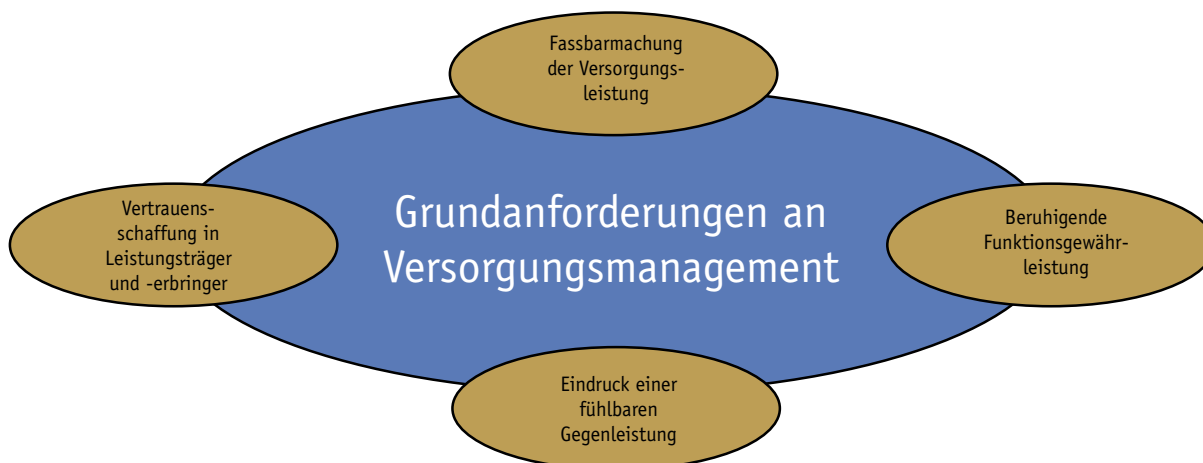 Fassbarmachung
der Versorgungs-
leistung
Grundanforderungen an
Versorgungsmanagement
Vertrauens-
schaffung in
Leistungsträger
und -erbringer
Beruhigende
Funktionsgewähr-
leistung
Eindruck einer
fühlbaren
Gegenleistung